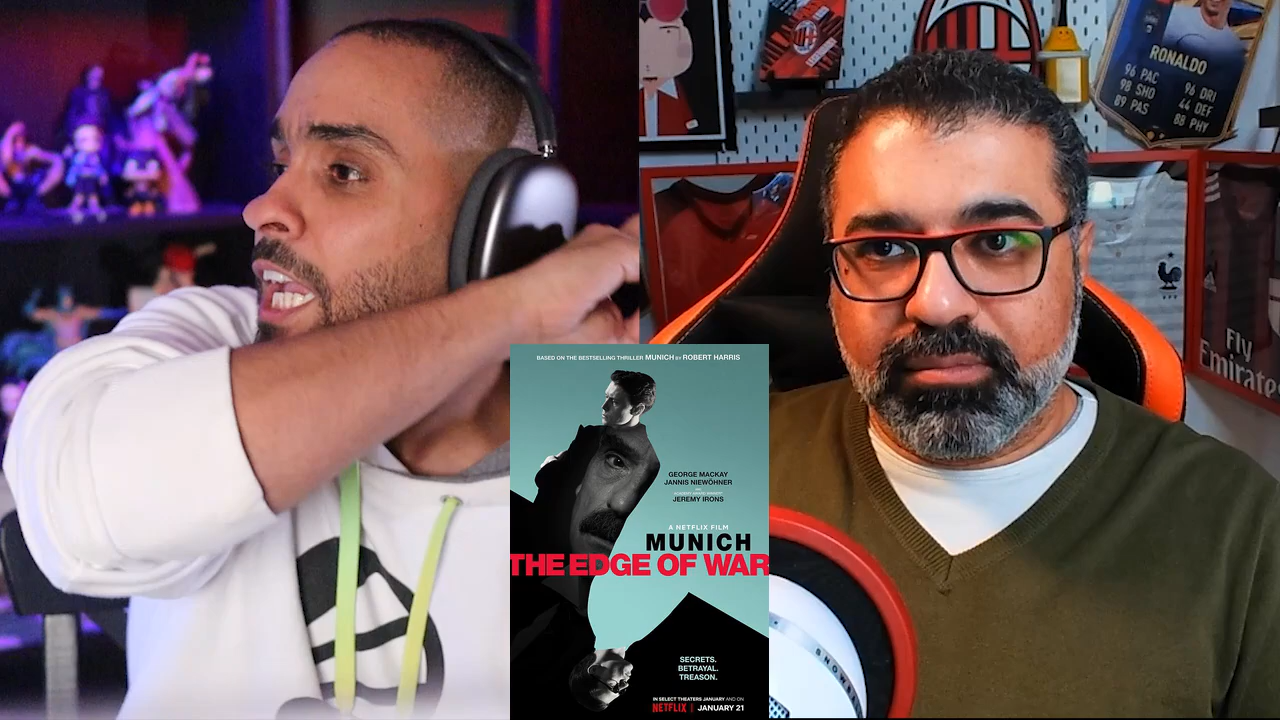 RONALDO
96 PAC
98 SHO
89 PAS
96 DRI
44 DEF
88 PHY
Fly
Emirates
BASED ON THE BESTSELLING THRILLER MUNICH BY ROBERT HARRIS
GEORGE MACKAY
JANNIS NIEWÖHNER
JEREMY IRONS
A NETFLIX FILM
MUNICH
THE EDGE OF WAR
SECRETS.
BETRAYAL.
TREASON.
IN SELECT THEATERS JANUARY AND ON
NETFLIX | JANUARY 21